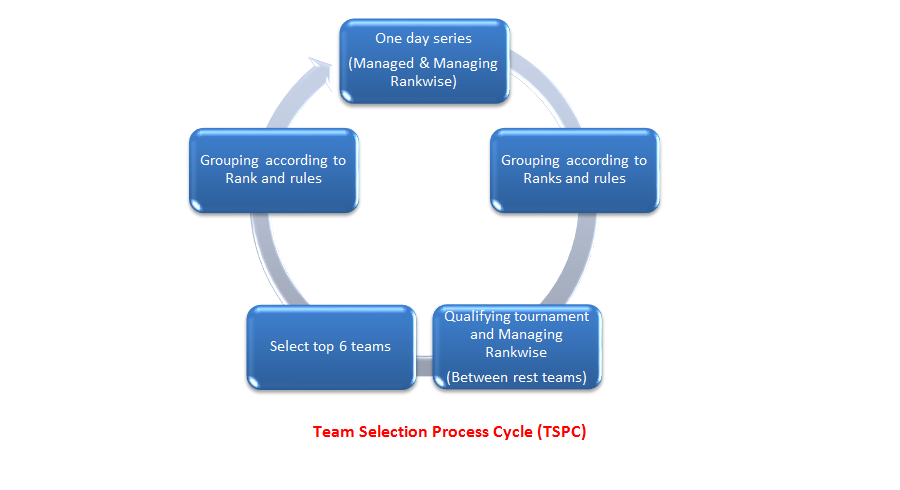 One day series
(Managed & Managing
Rankwise)
Grouping according to
Rank and rules
Grouping according to
Ranks and rules
Select top 6 teams
Qualifying tournament
and Managing
Rankwise
(Between rest teams)
Team Selection Process Cycle (TSPC)